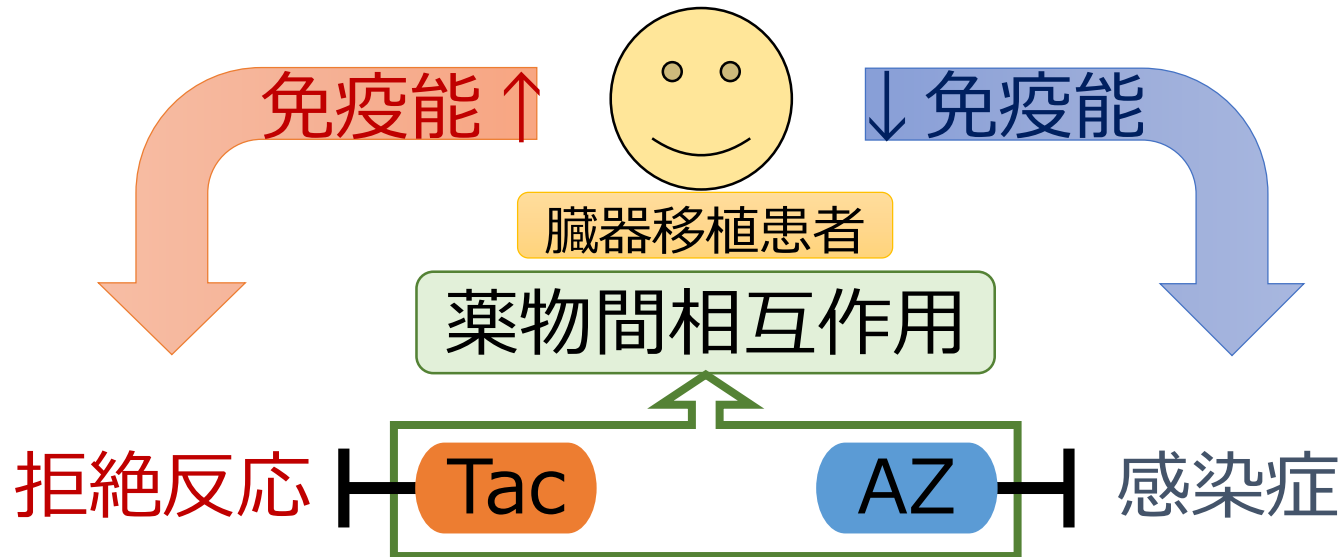 免疫能↑
↓免疫能
臓器移植患者
薬物間相互作用
拒絶反応
Tac
AZ
感染症